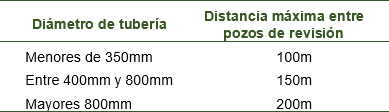 Diámetro de tubería Distancia máxima entre pozos de revisión
Menores de 350mm 100m
Entre 400mm y 800mm 150m
Mayores 800mm 200m